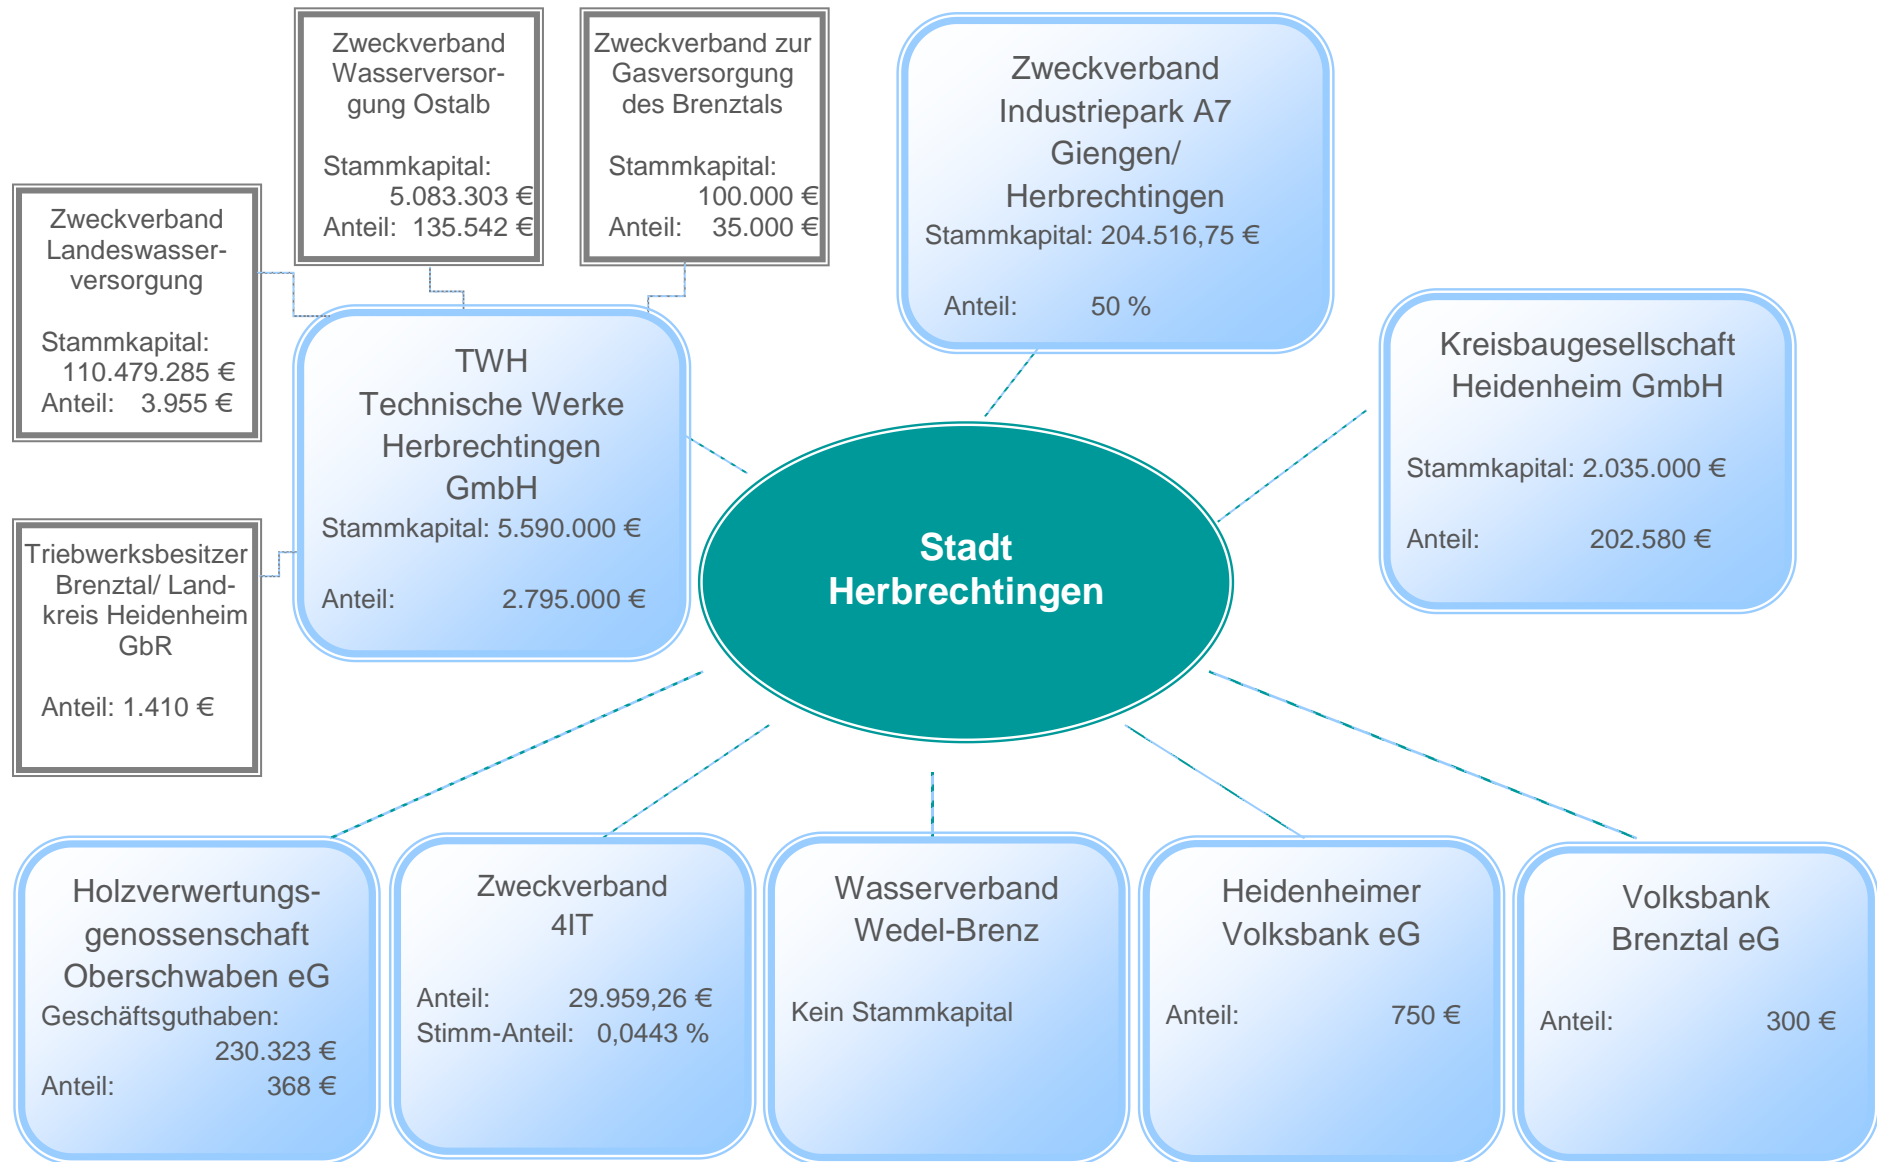 Zweckverband
Wasserversor-
gung Ostalb
Stammkapital:
5.083.303 €
Anteil: 135.542 €
Zweckverband zur
Gasversorgung
des Brenztals
Stammkapital:
100.000 €
Anteil: 35.000 €
Zweckverband
Industriepark A7
Giengen/
Herbrechtingen
Stammkapital: 204.516,75 €
Anteil: 50 %
Zweckverband
Landeswasser-
versorgung
Stammkapital:
110.479.285 €
Anteil: 3.955 €
TWH
Technische Werke
Herbrechtingen
GmbH
Stammkapital: 5.590.000 €
Anteil: 2.795.000 €
Kreisbaugesellschaft
Heidenheim GmbH
Stammkapital: 2.035.000 €
Anteil: 202.580 €
Triebwerksbesitzer
Brenztal/ Land-
kreis Heidenheim
GbR
Anteil: 1.410 €
Stadt
Herbrechtingen
Holzverwertungs-
genossenschaft
Oberschwaben eG
Geschäftsguthaben:
230.323 €
Anteil: 368 €
Zweckverband
4IT
Anteil: 29.959,26 €
Stimm-Anteil: 0,0443 %
Wasserverband
Wedel-Brenz
Kein Stammkapital
Heidenheimer
Volksbank eG
Anteil: 750 €
Volksbank
Brenztal eG
Anteil: 300 €